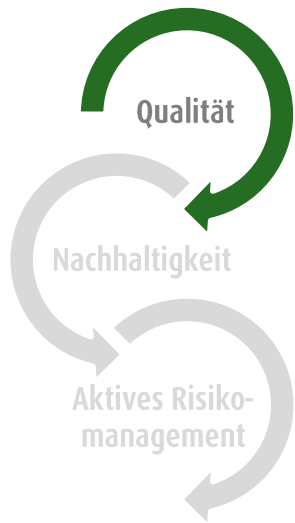 Qualität
Nachhaltigkeit
Aktives Risiko-
management